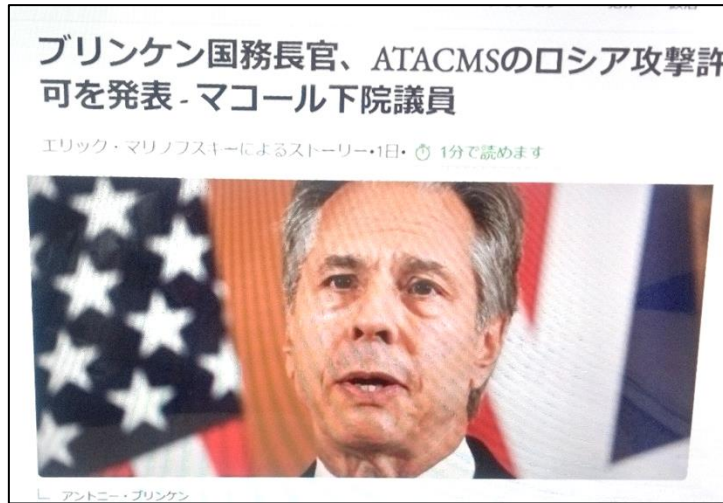 ブリンケン国務長官、ATACMSのロシア攻撃許
可を発表 - マコール下院議員
エリック・マリノフスキーによるストーリー•1日• 1分で読めます
アントニー・ブリンケン